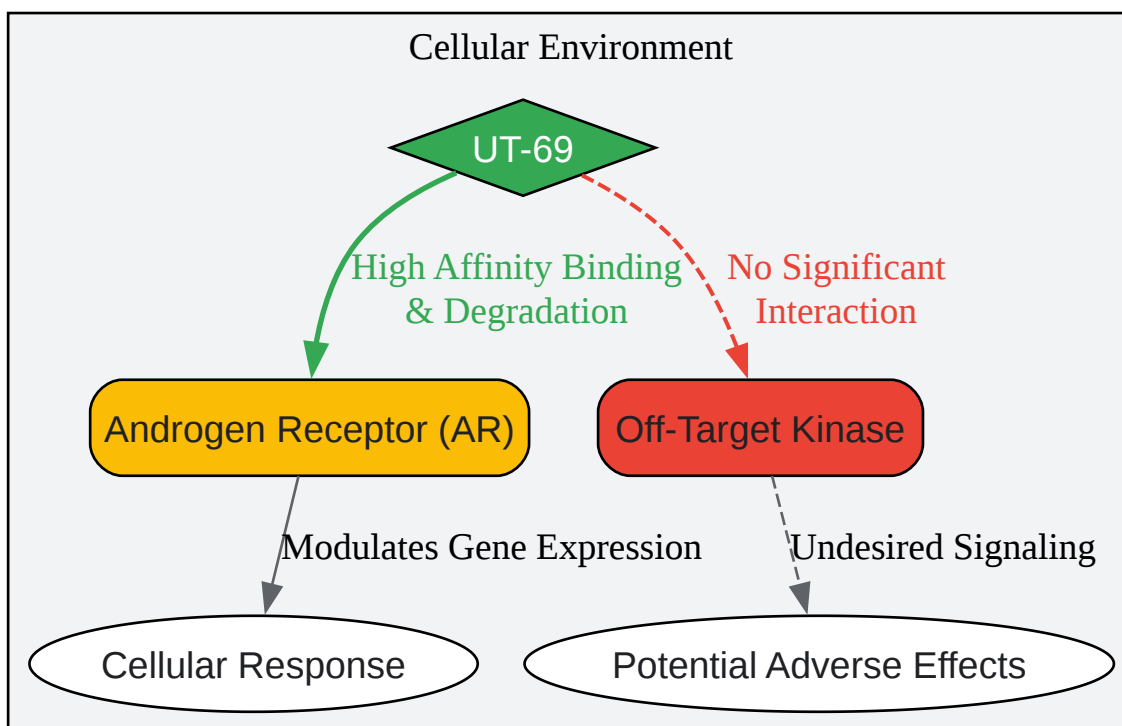 Cellular Environment
UT-69
High Affinity Binding
& Degradation
No Significant
Interaction
Androgen Receptor (AR)
Off-Target Kinase
Modulates Gene Expression
Undesired Signaling
Cellular Response
Potential Adverse Effects